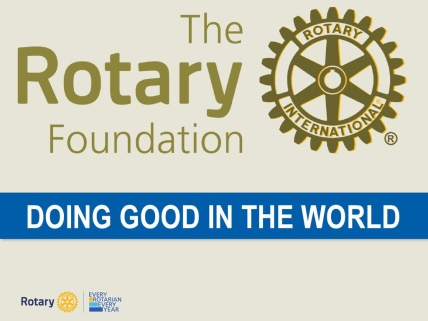 The
Rotary
Foundation
ROTARY
INTERNATIONAL
®
DOING GOOD IN THE WORLD
Rotary
EVERY
ROTARIAN
EVERY
YEAR